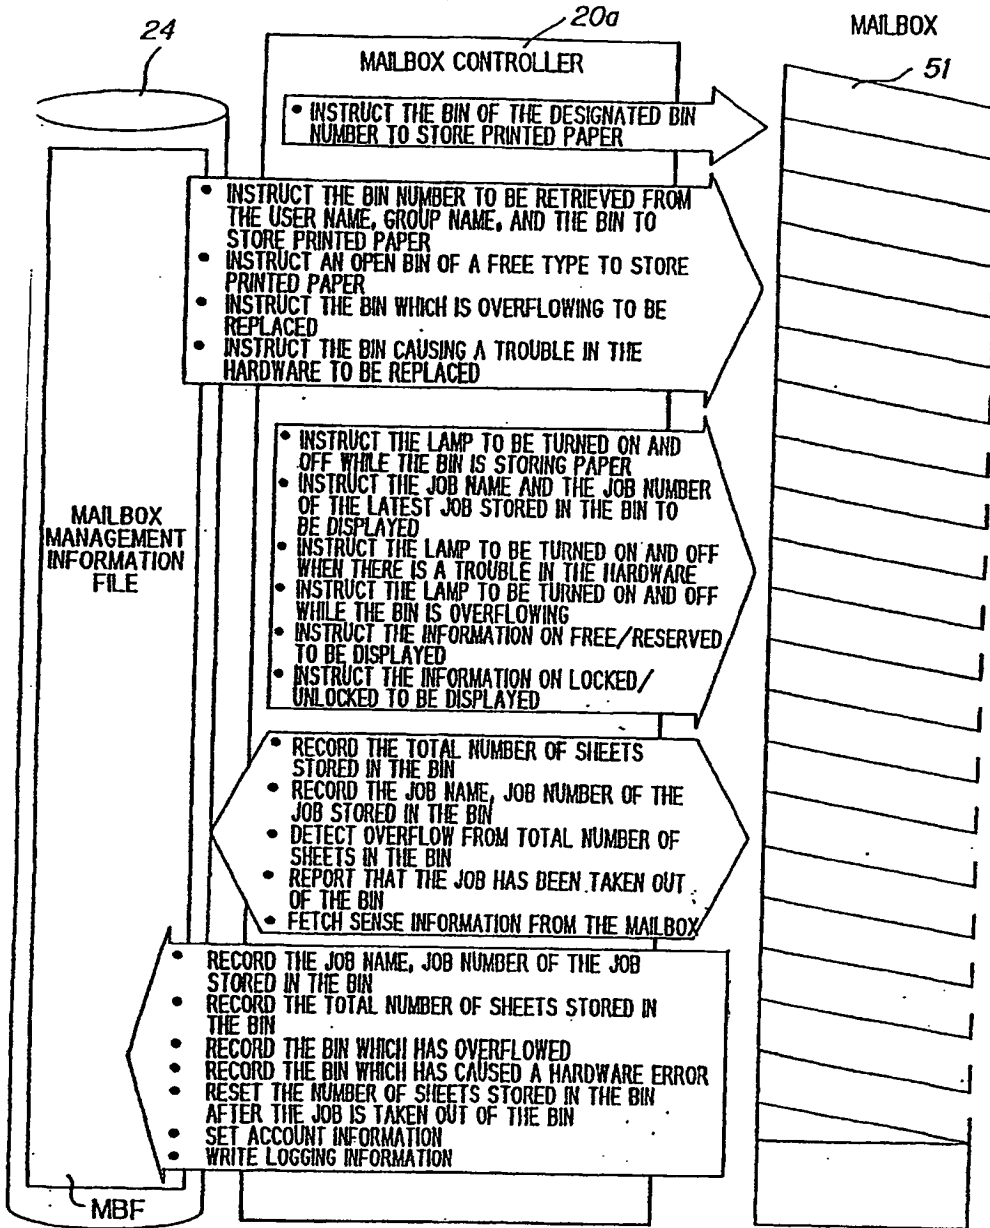 24
20a
MAILBOX
51
MAILBOX CONTROLLER
• INSTRUCT THE BIN OF THE DESIGNATED BIN
NUMBER TO STORE PRINTED PAPER
• INSTRUCT THE BIN NUMBER TO BE RETRIEVED FROM
THE USER NAME, GROUP NAME, AND THE BIN TO
STORE PRINTED PAPER
• INSTRUCT AN OPEN BIN OF A FREE TYPE TO STORE
PRINTED PAPER
• INSTRUCT THE BIN WHICH IS OVERFLOWING TO BE
REPLACED
• INSTRUCT THE BIN CAUSING A TROUBLE IN THE
HARDWARE TO BE REPLACED
• INSTRUCT THE LAMP TO BE TURNED ON AND
OFF WHILE THE BIN IS STORING PAPER
• INSTRUCT THE JOB NAME AND THE JOB NUMBER
OF THE LATEST JOB STORED IN THE BIN TO
BE DISPLAYED
• INSTRUCT THE LAMP TO BE TURNED ON AND OFF
WHEN THERE IS A TROUBLE IN THE HARDWARE
• INSTRUCT THE LAMP TO BE TURNED ON AND OFF
WHILE THE BIN IS OVERFLOWING
• INSTRUCT THE INFORMATION ON FREE/RESERVED
TO BE DISPLAYED
• INSTRUCT THE INFORMATION ON LOCKED/
UNLOCKED TO BE DISPLAYED
MAILBOX
MANAGEMENT
INFORMATION
FILE
• RECORD THE TOTAL NUMBER OF SHEETS
STORED IN THE BIN
• RECORD THE JOB NAME, JOB NUMBER OF THE
JOB STORED IN THE BIN
• DETECT OVERFLOW FROM TOTAL NUMBER OF
SHEETS IN THE BIN
• REPORT THAT THE JOB HAS BEEN TAKEN OUT
OF THE BIN
• FETCH SENSE INFORMATION FROM THE MAILBOX
• RECORD THE JOB NAME, JOB NUMBER OF THE JOB
STORED IN THE BIN
• RECORD THE TOTAL NUMBER OF SHEETS STORED IN
THE BIN
• RECORD THE BIN WHICH HAS OVERFLOWED
• RECORD THE BIN WHICH HAS CAUSED A HARDWARE ERROR
• RESET THE NUMBER OF SHEETS STORED IN THE BIN
AFTER THE JOB IS TAKEN OUT OF THE BIN
• SET ACCOUNT INFORMATION
• WRITE LOGGING INFORMATION
MBF